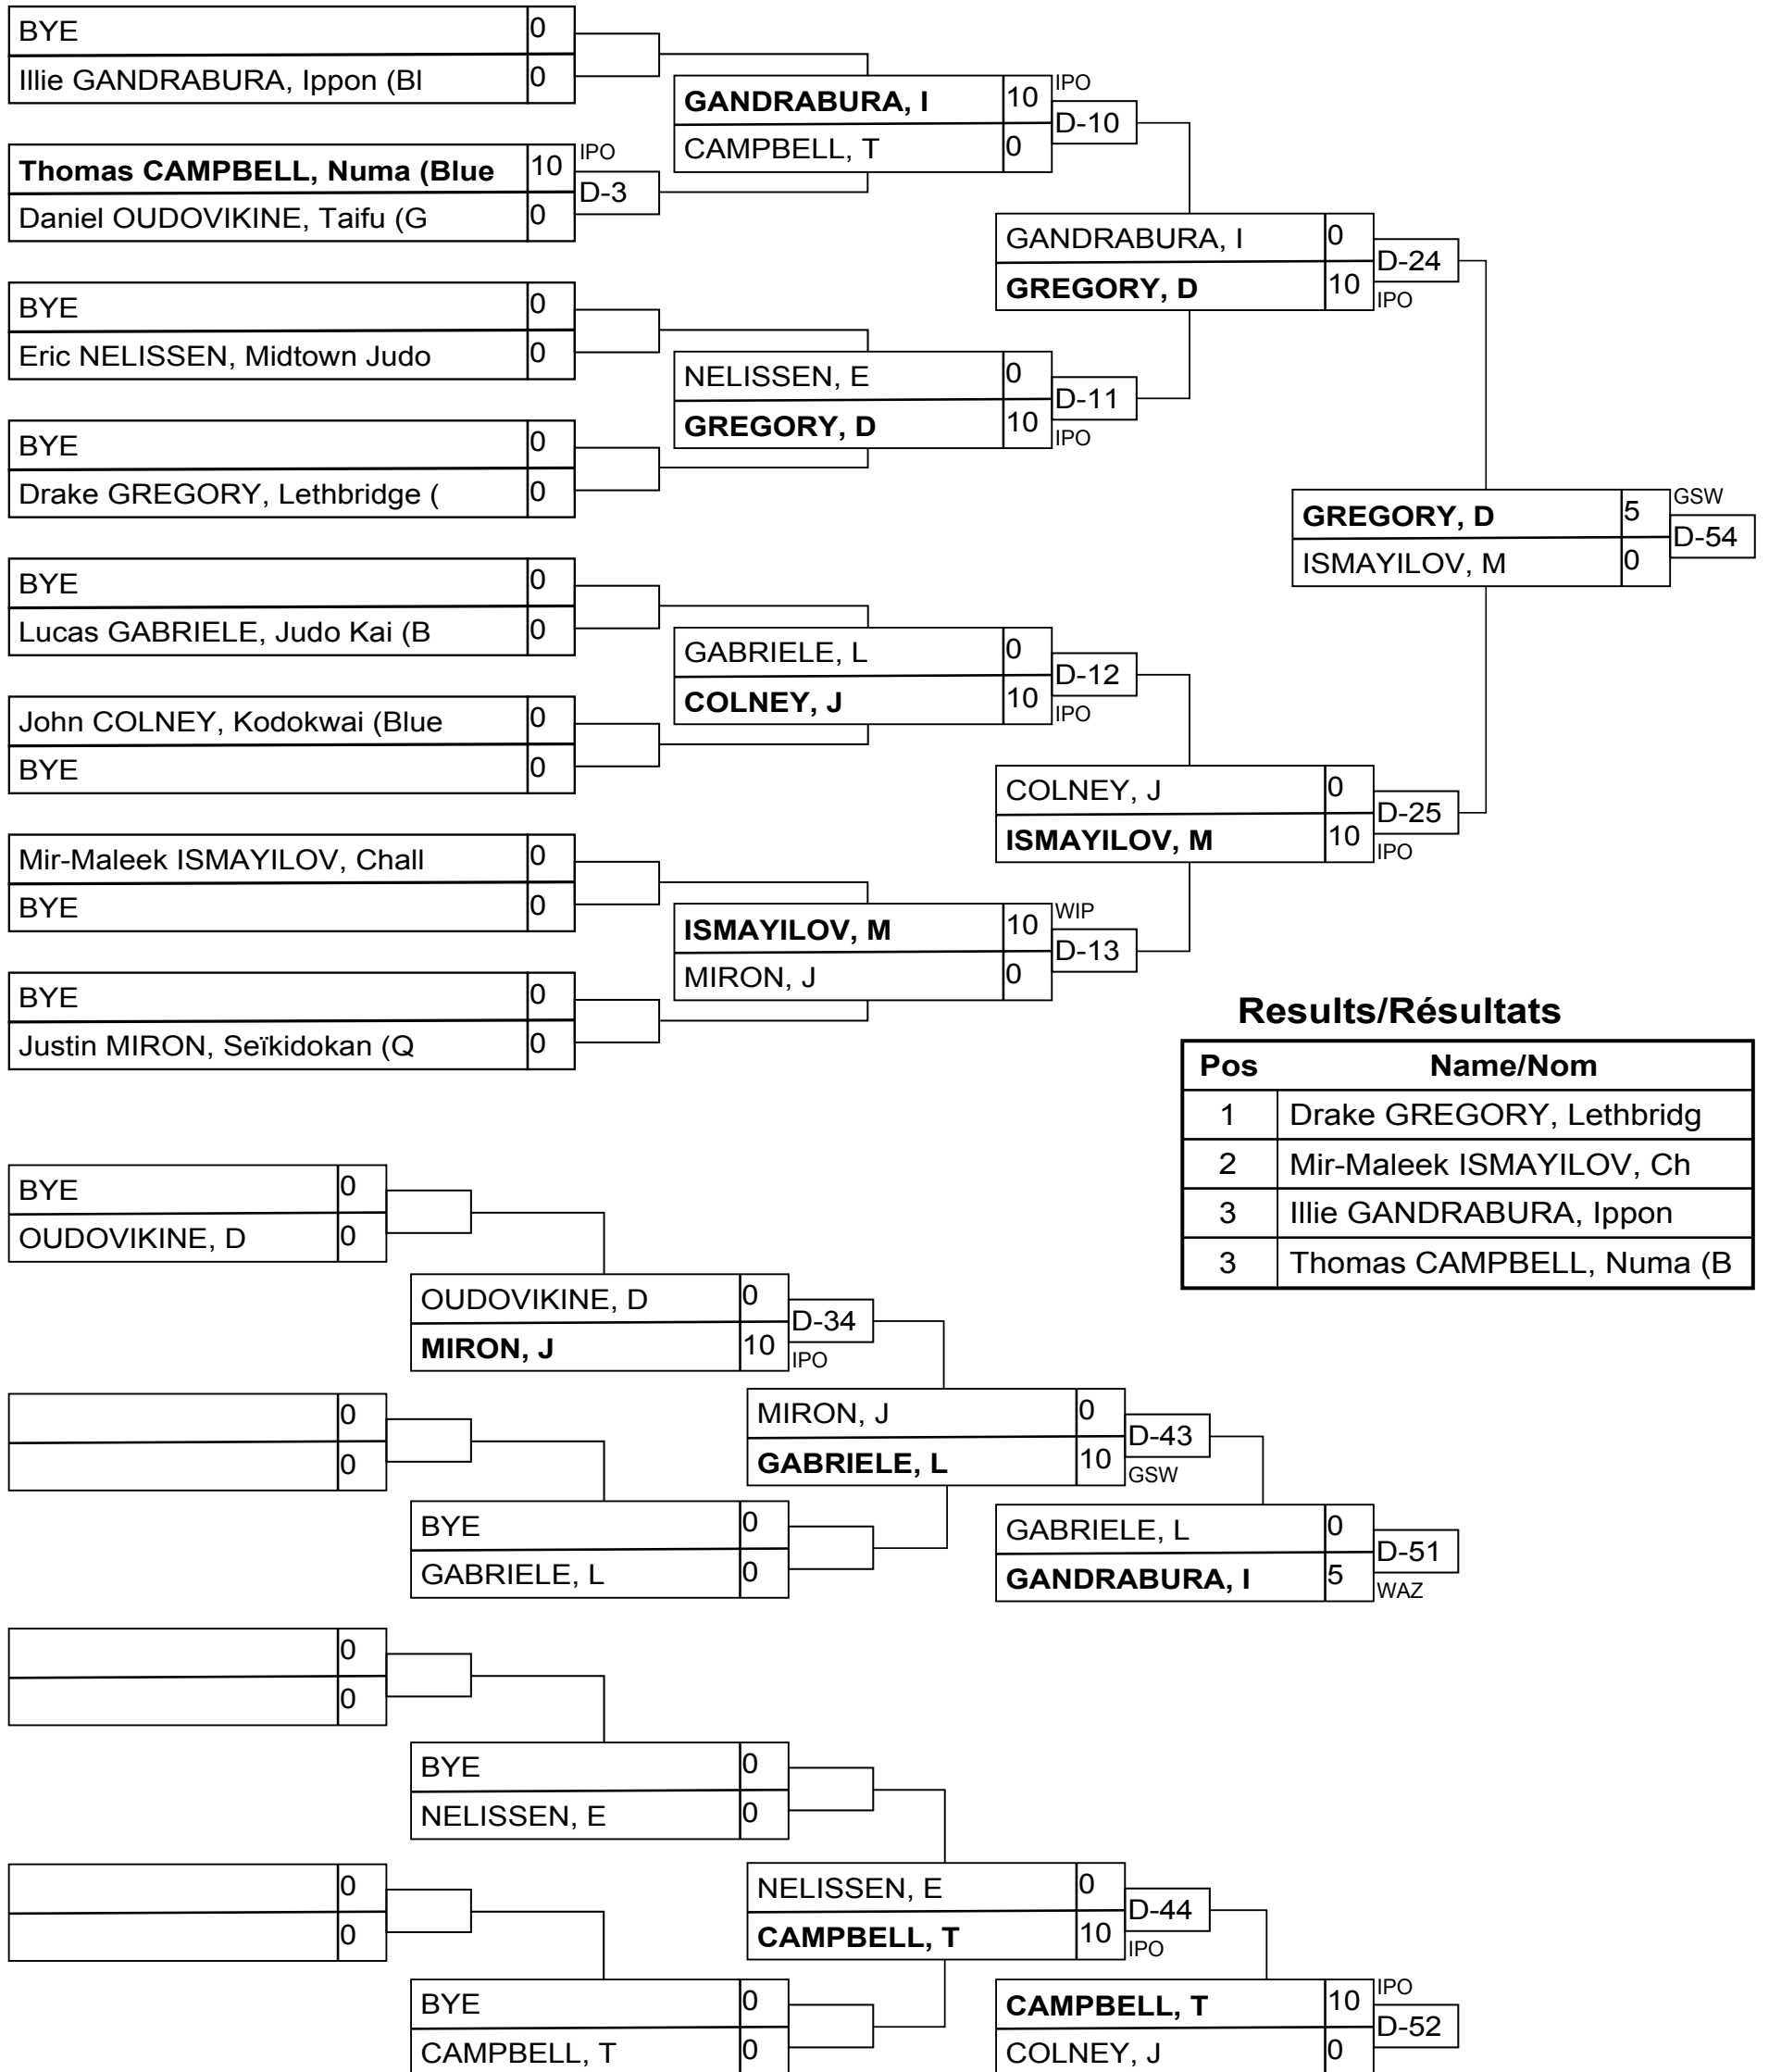 BYE 0
Illie GANDRABURA, Ippon (Bl 0
GANDRABURA, I 10 IPO
CAMPBELL, T 0 D-10
Thomas CAMPBELL, Numa (Blue 10 IPO
Daniel OUDOVIKINE, Taifu (G 0 D-3
GANDRABURA, I 0 D-24
GREGORY, D 10 IPO
BYE 0
Eric NELISSEN, Midtown Judo 0
NELISSEN, E 0 D-11
GREGORY, D 10 IPO
BYE 0
Drake GREGORY, Lethbridge ( 0
GREGORY, D 5 GSW
ISMAYILOV, M 0 D-54
BYE 0
Lucas GABRIELE, Judo Kai (B 0
GABRIELE, L 0 D-12
COLNEY, J 10 IPO
John COLNEY, Kodokwai (Blue 0
BYE 0
COLNEY, J 0 D-25
ISMAYILOV, M 10 IPO
Mir-Maleek ISMAYILOV, Chall 0
BYE 0
ISMAYILOV, M 10 WIP
MIRON, J 0 D-13
BYE 0
Justin MIRON, Seïkidokan (Q 0
Results/Résultats
Pos Name/Nom
1 Drake GREGORY, Lethbridg
2 Mir-Maleek ISMAYILOV, Ch
3 Illie GANDRABURA, Ippon
3 Thomas CAMPBELL, Numa (B
BYE 0
OUDOVIKINE, D 0
OUDOVIKINE, D 0 D-34
MIRON, J 10 IPO
0
0
MIRON, J 0 D-43
GABRIELE, L 10 GSW
BYE 0
GABRIELE, L 0
GABRIELE, L 0 D-51
GANDRABURA, I 5 WAZ
0
0
BYE 0
NELISSEN, E 0
0
0
NELISSEN, E 0 D-44
CAMPBELL, T 10 IPO
BYE 0
CAMPBELL, T 0
CAMPBELL, T 10 IPO
COLNEY, J 0 D-52